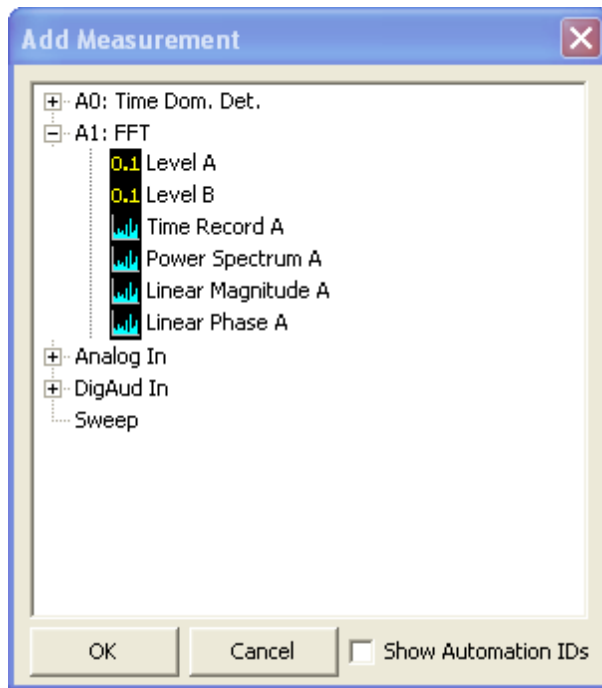 Add Measurement
A0: Time Dom. Det.
A1: FFT
0.1 Level A
0.1 Level B
Time Record A
Power Spectrum A
Linear Magnitude A
Linear Phase A
Analog In
DigAud In
Sweep
OK Cancel Show Automation IDs